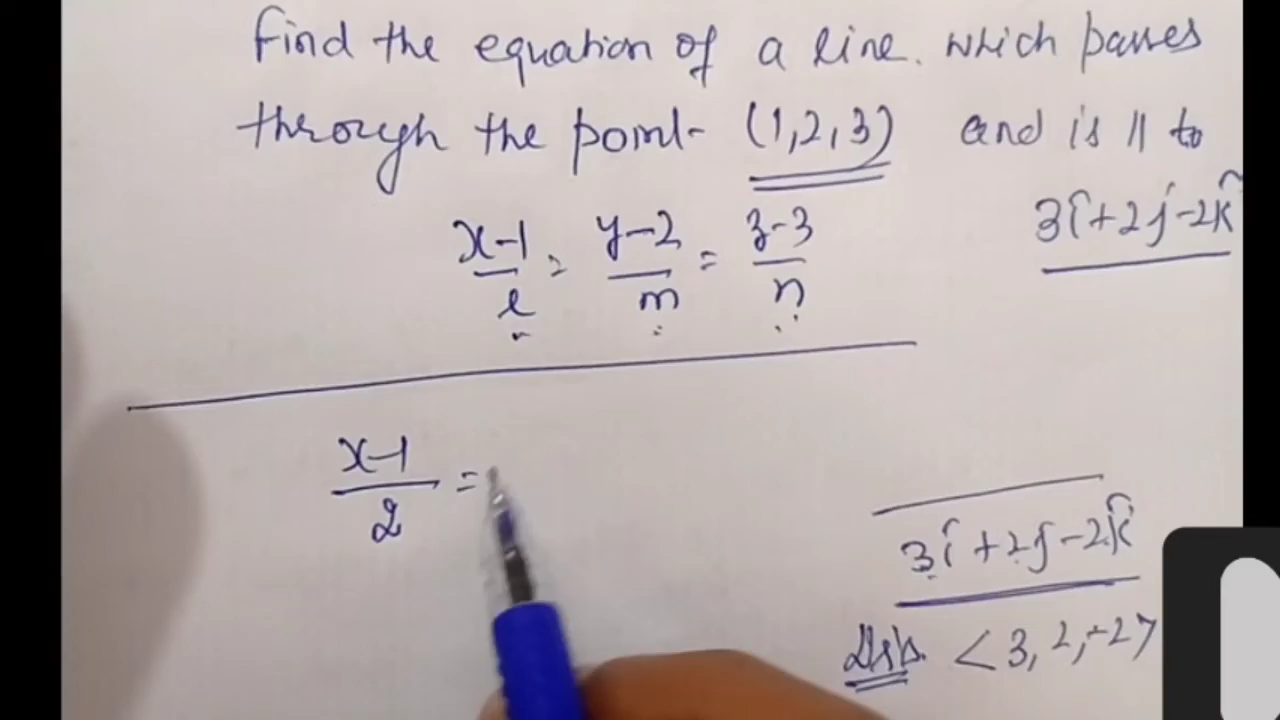 Find the equation of a line. which passes
through the point- (1,2,3) and is || to
3î+2ĵ-2k̂
x-1/l = y-2/m = z-3/n
x-1/2 =
3î+2ĵ-2k̂
<3,2,-2>